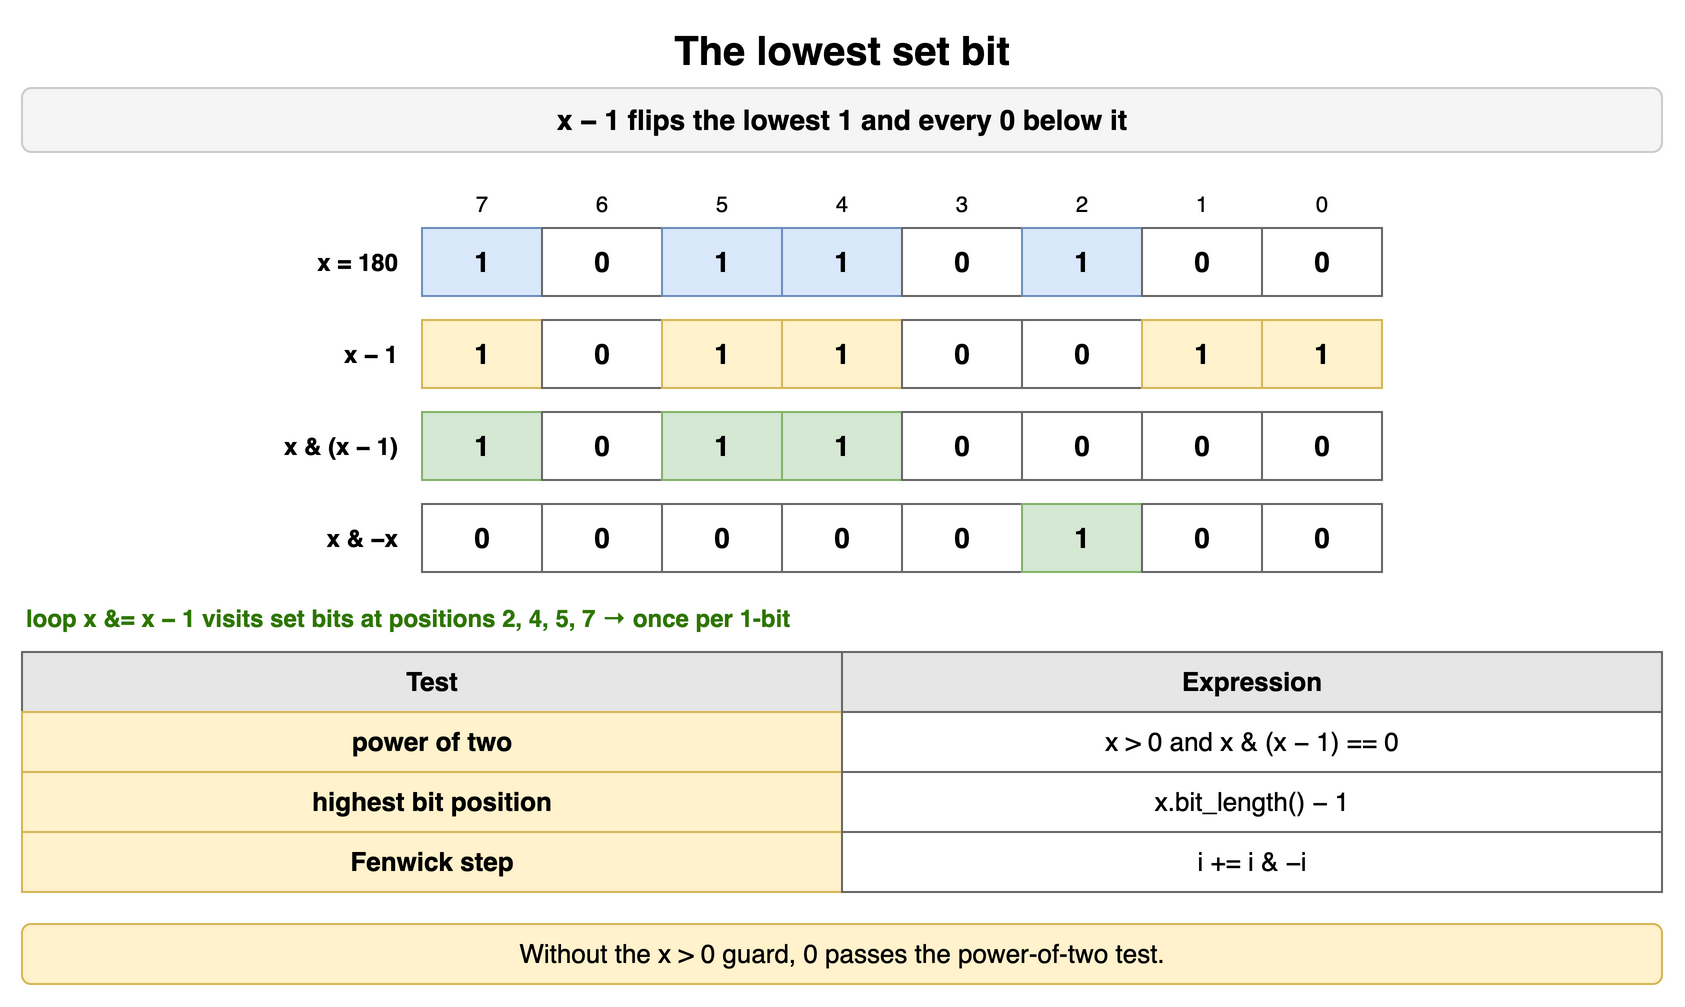 The lowest set bit
x – 1 flips the lowest 1 and every 0 below it
7 6 5 4 3 2 1 0
x = 180 1 0 1 1 0 1 0 0
x – 1 1 0 1 1 0 0 1 1
x & (x – 1) 1 0 1 1 0 0 0 0
x & –x 0 0 0 0 0 1 0 0
loop x &= x – 1 visits set bits at positions 2, 4, 5, 7 → once per 1-bit
Test Expression
power of two x > 0 and x & (x – 1) == 0
highest bit position x.bit_length() – 1
Fenwick step i += i & –i
Without the x > 0 guard, 0 passes the power-of-two test.